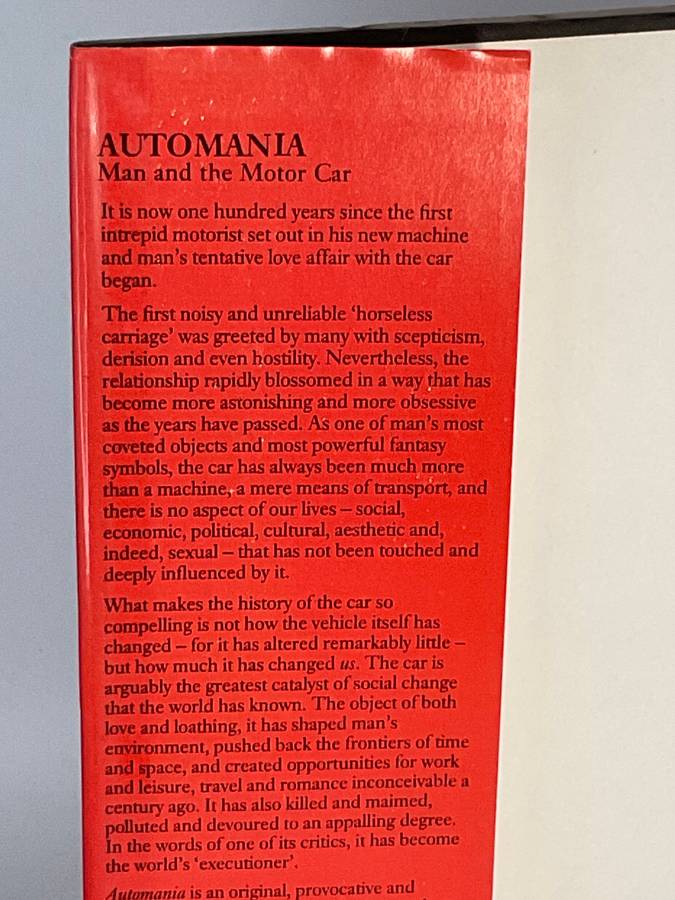 AUTOMANIA
Man and the Motor Car
It is now one hundred years since the first
intrepid motorist set out in his new machine
and man's tentative love affair with the car
began.
The first noisy and unreliable 'horseless
carriage' was greeted by many with scepticism,
derision and even hostility. Nevertheless, the
relationship rapidly blossomed in a way that has
become more astonishing and more obsessive
as the years have passed. As one of man's most
coveted objects and most powerful fantasy
symbols, the car has always been much more
than a machine, a mere means of transport, and
there is no aspect of our lives – social,
economic, political, cultural, aesthetic and,
indeed, sexual – that has not been touched and
deeply influenced by it.
What makes the history of the car so
compelling is not how the vehicle itself has
changed – for it has altered remarkably little –
but how much it has changed us. The car is
arguably the greatest catalyst of social change
that the world has known. The object of both
love and loathing, it has shaped man's
environment, pushed back the frontiers of time
and space, and created opportunities for work
and leisure, travel and romance inconceivable a
century ago. It has also killed and maimed,
polluted and devoured to an appalling degree.
In the words of one of its critics, it has become
the world's 'executioner'.
Automania is an original, provocative and